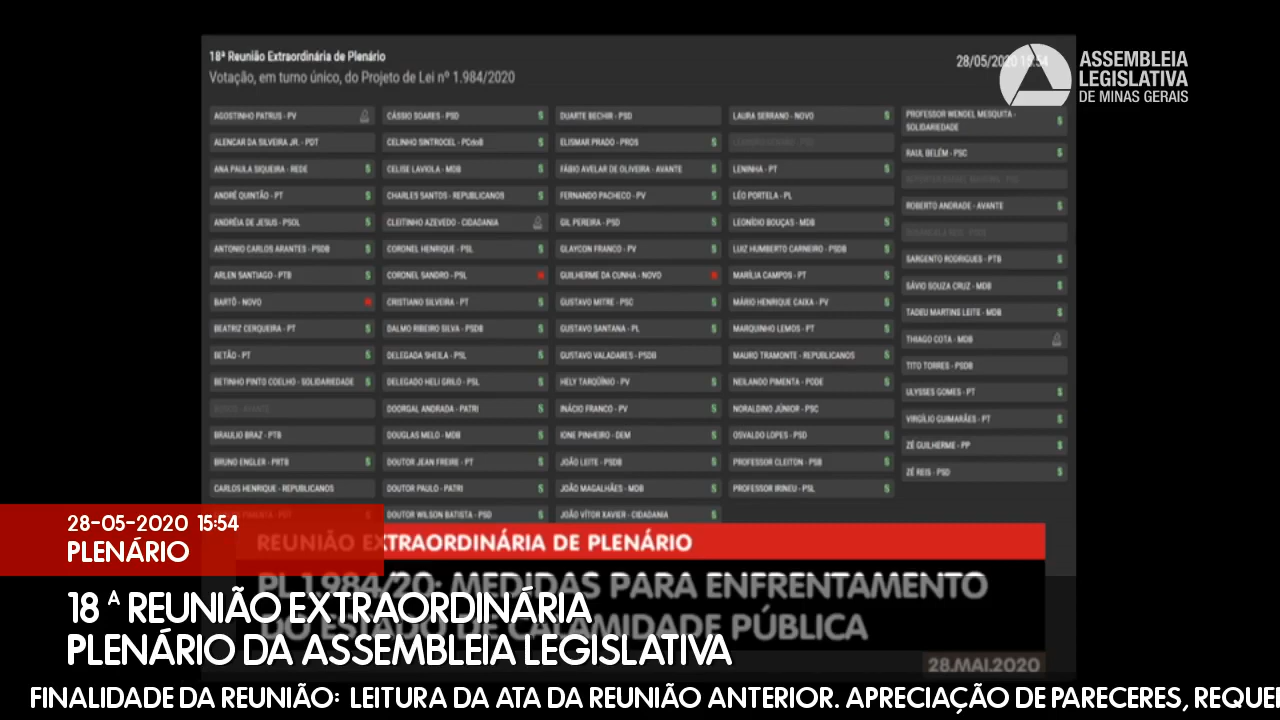 18ª Reunião Extraordinária de Plenário
Votação, em turno único, do Projeto de Lei nº 1.984/2020
28/05/2020 15:54
ASSEMBLEIA
LEGISLATIVA
DE MINAS GERAIS
AGOSTINHO PATRUS - PV
ALENCAR DA SILVEIRA JR. - PDT
ANA PAULA SIQUEIRA - REDE S
ANDRÉ QUINTÃO - PT S
ANDRÉIA DE JESUS - PSOL S
ANTONIO CARLOS ARANTES - PSDB S
ARLEN SANTIAGO - PTB S
BARTÔ - NOVO
BEATRIZ CERQUEIRA - PT S
BETÃO - PT S
BETINHO PINTO COELHO - SOLIDARIEDADE S
BRAULIO BRAZ - PTB
BRUNO ENGLER - PRTB S
CARLOS HENRIQUE - REPUBLICANOS
CÁSSIO SOARES - PSD S
CELINHO SINTROCEL - PCdoB S
CELISE LAVIOLA - MDB S
CHARLES SANTOS - REPUBLICANOS S
CLEITINHO AZEVEDO - CIDADANIA
CORONEL HENRIQUE - PSL S
CORONEL SANDRO - PSL
CRISTIANO SILVEIRA - PT S
DALMO RIBEIRO SILVA - PSDB S
DELEGADA SHEILA - PSL S
DELEGADO HELI GRILO - PSL S
DOORGAL ANDRADA - PATRI S
DOUGLAS MELO - MDB S
DOUTOR JEAN FREIRE - PT S
DOUTOR PAULO - PATRI S
DOUTOR WILSON BATISTA - PSD S
DUARTE BECHIR - PSD
ELISMAR PRADO - PROS S
FÁBIO AVELAR DE OLIVEIRA - AVANTE S
FERNANDO PACHECO - PV S
GIL PEREIRA - PSD S
GLAYCON FRANCO - PV S
GUILHERME DA CUNHA - NOVO
GUSTAVO MITRE - PSC S
GUSTAVO SANTANA - PL S
GUSTAVO VALADARES - PSDB
HELY TARQÜÍNIO - PV S
INÁCIO FRANCO - PV S
IONE PINHEIRO - DEM S
JOÃO LEITE - PSDB S
JOÃO MAGALHÃES - MDB S
JOÃO VÍTOR XAVIER - CIDADANIA S
LAURA SERRANO - NOVO S
LENINHA - PT S
LÉO PORTELA - PL
LEONÍDIO BOUÇAS - MDB S
LUIZ HUMBERTO CARNEIRO - PSDB S
MARÍLIA CAMPOS - PT S
MÁRIO HENRIQUE CAIXA - PV S
MARQUINHO LEMOS - PT S
MAURO TRAMONTE - REPUBLICANOS S
NEILANDO PIMENTA - PODE S
NORALDINO JÚNIOR - PSC
OSVALDO LOPES - PSD S
PROFESSOR CLEITON - PSB S
PROFESSOR IRINEU - PSL S
PROFESSOR WENDEL MESQUITA -
SOLIDARIEDADE S
RAUL BELÉM - PSC S
ROBERTO ANDRADE - AVANTE S
SARGENTO RODRIGUES - PTB S
SÁVIO SOUZA CRUZ - MDB S
TADEU MARTINS LEITE - MDB S
THIAGO COTA - MDB
TITO TORRES - PSDB
ULYSSES GOMES - PT S
VIRGÍLIO GUIMARÃES - PT S
ZÉ GUILHERME - PP S
ZÉ REIS - PSD S
REUNIÃO EXTRAORDINÁRIA DE PLENÁRIO
PL 1.984/20: MEDIDAS PARA ENFRENTAMENTO
DO ESTADO DE CALAMIDADE PÚBLICA
28.MAI.2020
28-05-2020 15:54
PLENÁRIO
18 ª REUNIÃO EXTRAORDINÁRIA
PLENÁRIO DA ASSEMBLEIA LEGISLATIVA
FINALIDADE DA REUNIÃO: LEITURA DA ATA DA REUNIÃO ANTERIOR. APRECIAÇÃO DE PARECERES, REQUE